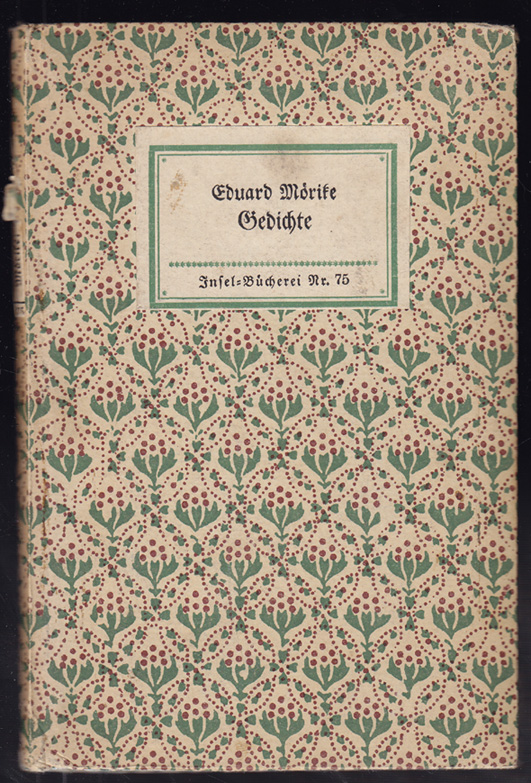 Eduard Mörike
Gedichte
Insel-Bücherei Nr. 75